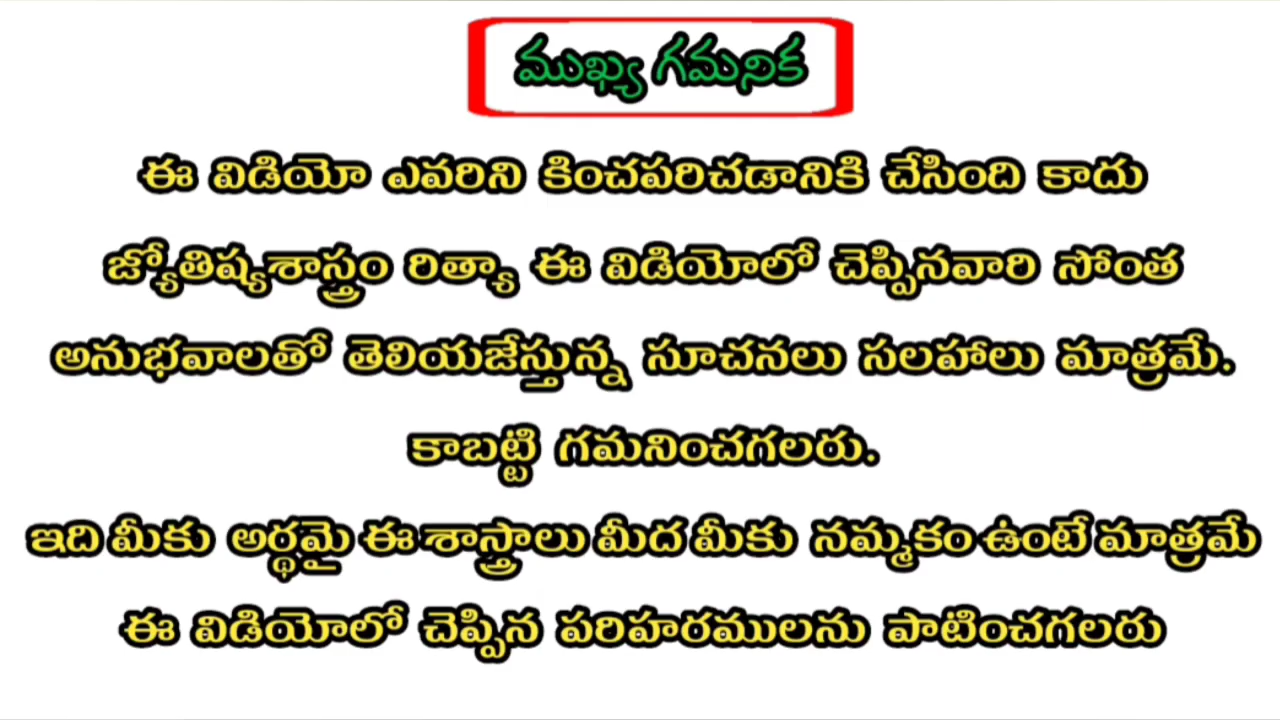 ముఖ్య గమనిక
ఈ విడియో ఎవరిని కించపరిచడానికి చేసింది కాదు
జ్యోతిష్యశాస్త్రం రిత్యా ఈ విడియోలో చెప్పినవారి సోంత
అనుభవాలతో తెలియజేస్తున్న సూచనలు సలహాలు మాత్రమే.
కాబట్టి గమనించగలరు.
ఇది మీకు అర్థమై ఈ శాస్త్రాలు మీద మీకు నమ్మకం ఉంటే మాత్రమే
ఈ విడియోలో చెప్పిన పరిహరములను పాటించగలరు